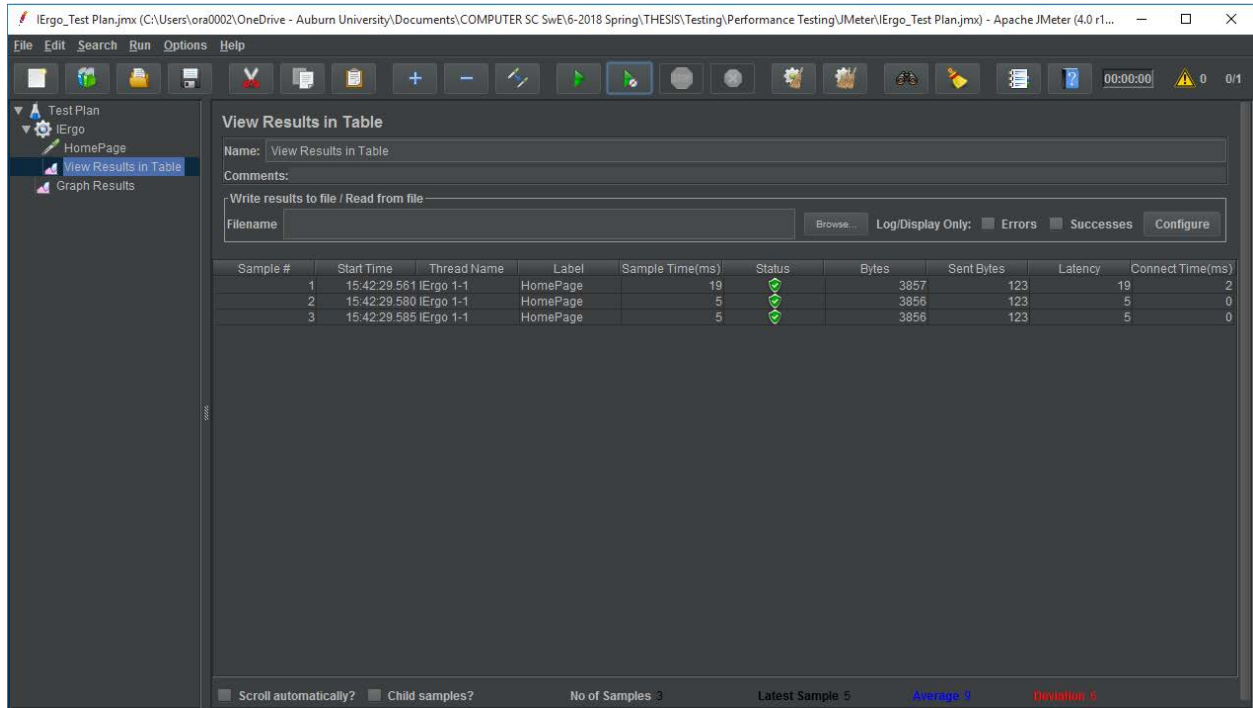 IErgo_Test Plan.jmx (C:\Users\ora0002\OneDrive - Auburn University\Documents\COMPUTER SC SwE\6-2018 Spring\THESIS\Testing\Performance Testing\JMeter\IErgo_Test Plan.jmx) - Apache JMeter (4.0 r1...
File Edit Search Run Options Help
00:00:00 0 0/1
Test Plan
IErgo
HomePage
View Results in Table
Graph Results
View Results in Table
Name: View Results in Table
Comments:
Write results to file / Read from file
Filename Browse... Log/Display Only: Errors Successes Configure
Sample # Start Time Thread Name Label Sample Time(ms) Status Bytes Sent Bytes Latency Connect Time(ms)
1 15:42:29.561 IErgo 1-1 HomePage 19 3857 123 19 2
2 15:42:29.580 IErgo 1-1 HomePage 5 3856 123 5 0
3 15:42:29.585 IErgo 1-1 HomePage 5 3856 123 5 0
Scroll automatically? Child samples? No of Samples 3 Latest Sample 5 Average 9 Deviation 6